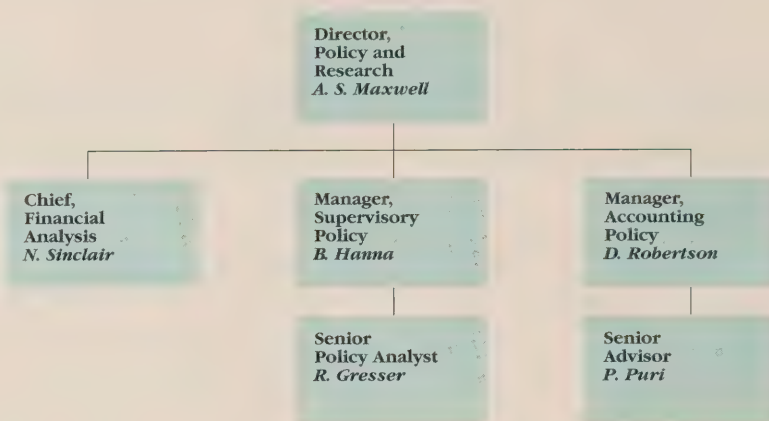 Director,
Policy and
Research
A. S. Maxwell
Chief,
Financial
Analysis
N. Sinclair
Manager,
Supervisory
Policy
B. Hanna
Manager,
Accounting
Policy
D. Robertson
Senior
Policy Analyst
R. Gresser
Senior
Advisor
P. Puri